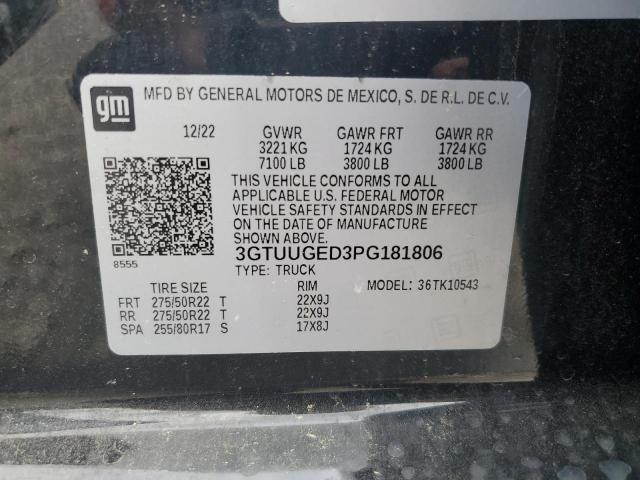 gm
MFD BY GENERAL MOTORS DE MEXICO, S. DE R.L. DE C.V.
12/22 GVWR GAWR FRT GAWR RR
3221 KG 1724 KG 1724 KG
7100 LB 3800 LB 3800 LB
THIS VEHICLE CONFORMS TO ALL
APPLICABLE U.S. FEDERAL MOTOR
VEHICLE SAFETY STANDARDS IN EFFECT
ON THE DATE OF MANUFACTURE
SHOWN ABOVE.
8555 3GTUUGED3PG181806
TYPE: TRUCK
TIRE SIZE RIM MODEL: 36TK10543
FRT 275/50R22 T 22X9J
RR 275/50R22 T 22X9J
SPA 255/80R17 S 17X8J